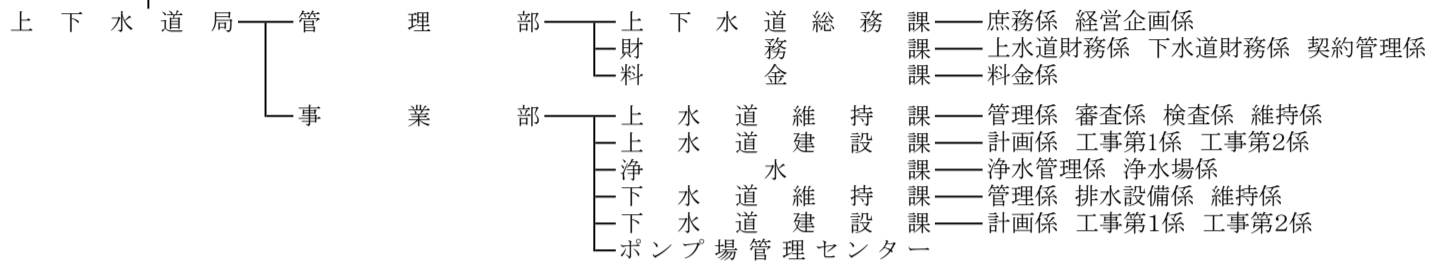 上下水道局 管理部 上下水道総務課 庶務係 経営企画係
財務課 上水道財務係 下水道財務係 契約管理係
料金課 料金係
事業部 上水道維持課 管理係 審査係 検査係 維持係
上水道建設課 計画係 工事第1係 工事第2係
浄水課 浄水管理係 浄水場係
下水道維持課 管理係 排水設備係 維持係
下水道建設課 計画係 工事第1係 工事第2係
ポンプ場管理センター